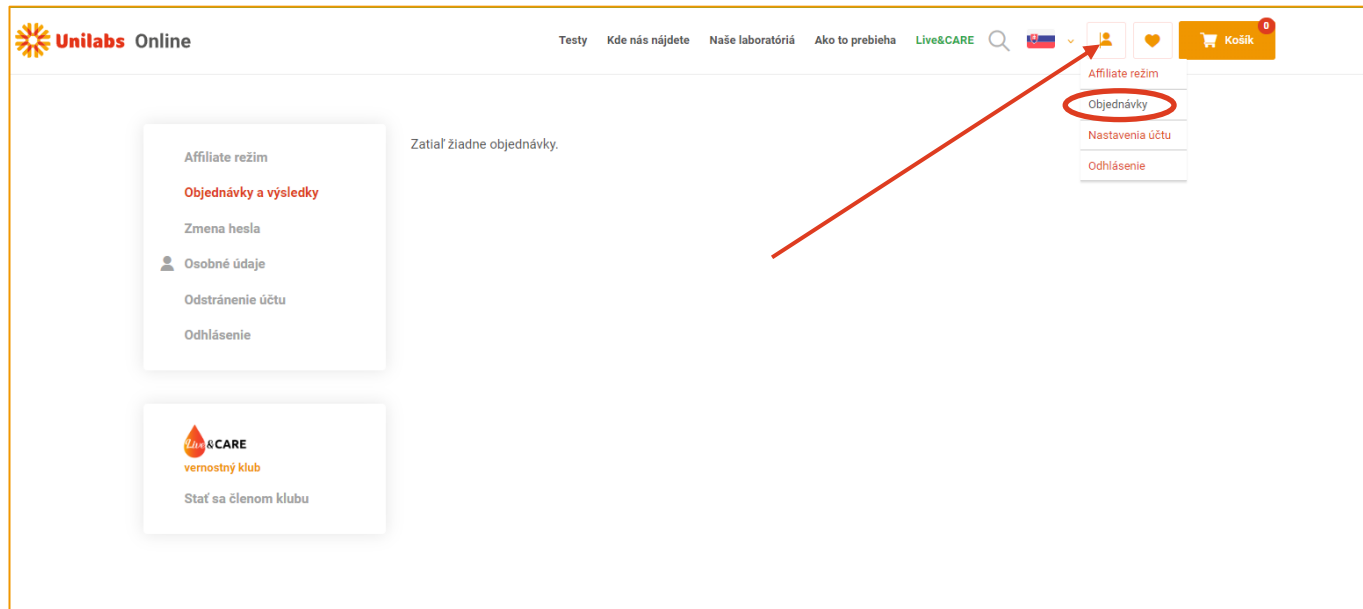 Unilabs Online
Testy Kde nás nájdete Naše laboratóriá Ako to prebieha Live&CARE
0
Košík
Affiliate režim
Objednávky
Nastavenia účtu
Odhlásenie
Affiliate režim
Objednávky a výsledky
Zmena hesla
Osobné údaje
Odstránenie účtu
Odhlásenie
Zatiaľ žiadne objednávky.
Live &CARE
vernostný klub
Stať sa členom klubu